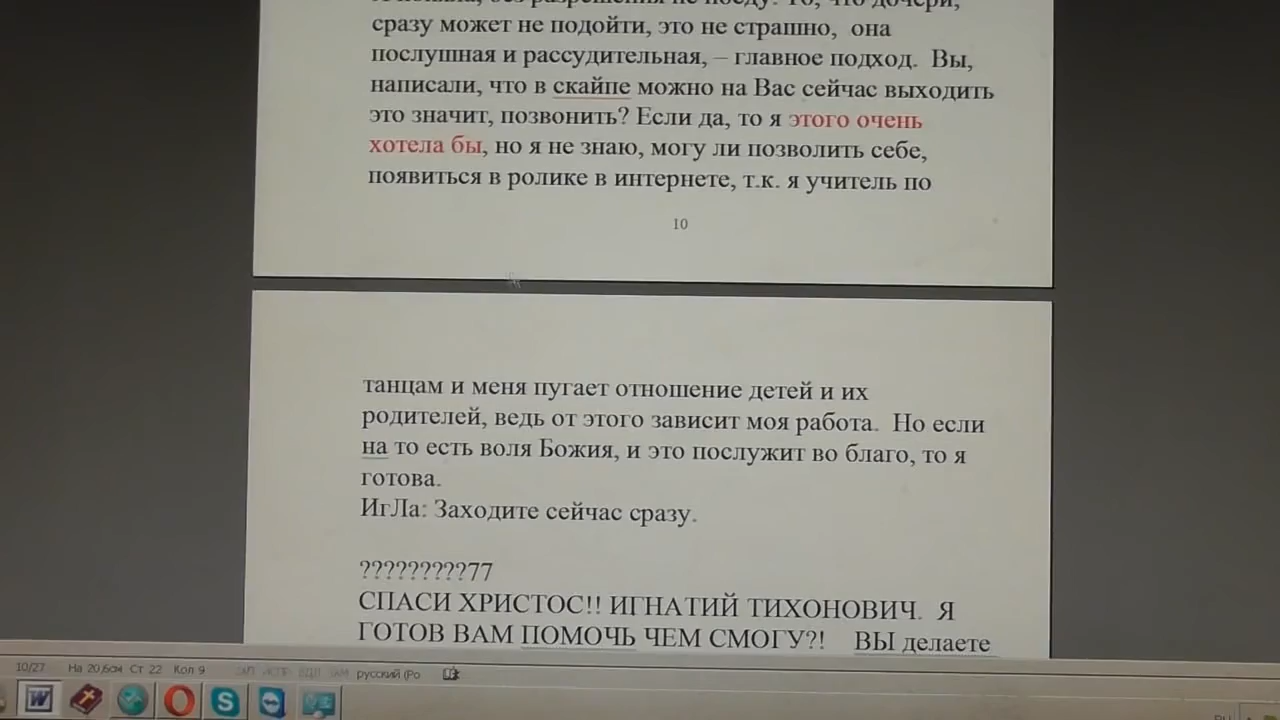 сразу может не подойти, это не страшно, она
послушная и рассудительная, – главное подход. Вы,
написали, что в скайпе можно на Вас сейчас выходить
это значит, позвонить? Если да, то я этого очень
хотела бы, но я не знаю, могу ли позволить себе,
появиться в ролике в интернете, т.к. я учитель по
10
танцам и меня пугает отношение детей и их
родителей, ведь от этого зависит моя работа. Но если
на то есть воля Божия, и это послужит во благо, то я
готова.
ИгЛа: Заходите сейчас сразу.
?????????77
СПАСИ ХРИСТОС!! ИГНАТИЙ ТИХОНОВИЧ. Я
ГОТОВ ВАМ ПОМОЧЬ ЧЕМ СМОГУ?! ВЫ делаете
10/27 На 20,6см Ст 22 Кол 9 русский (Ро